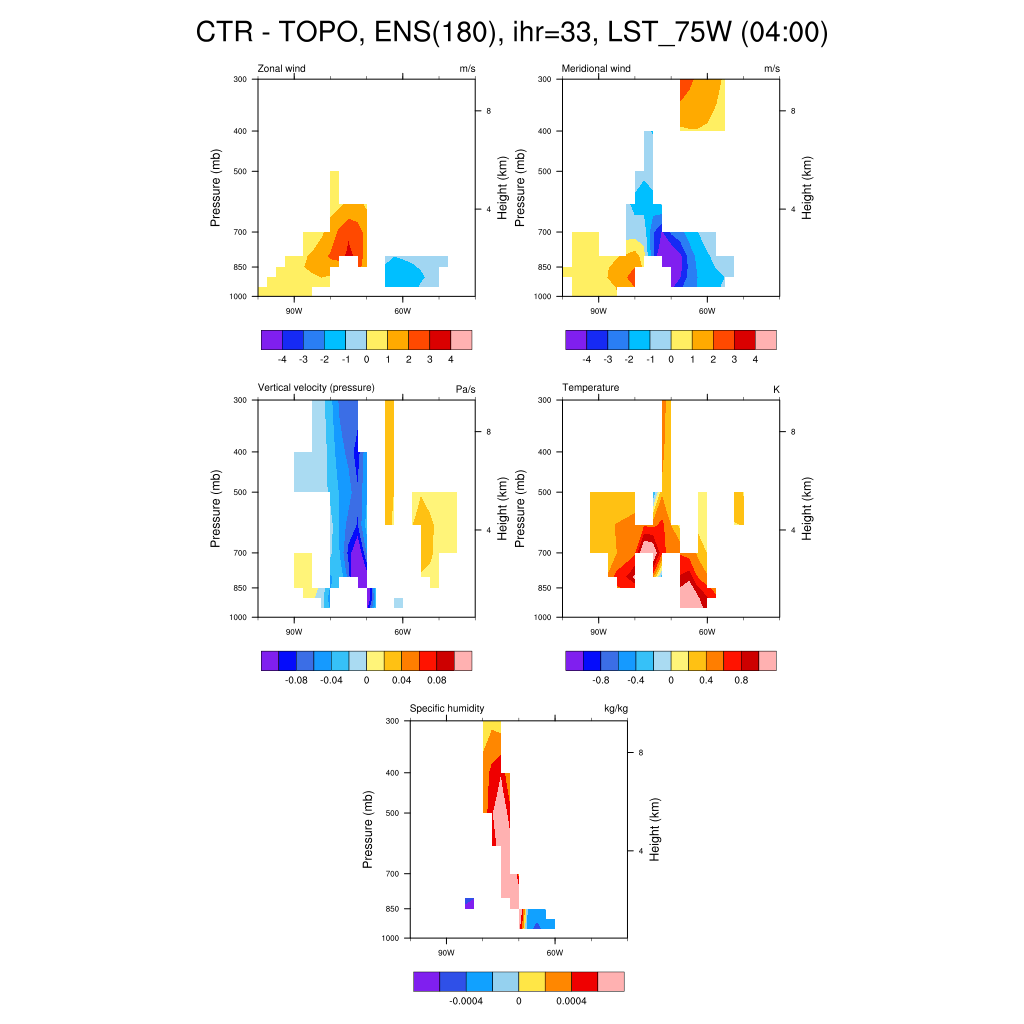 CTR - TOPO, ENS(180), ihr=33, LST_75W (04:00)
Zonal wind m/s
300
400
500
700
850
1000
Pressure (mb)
8
4
Height (km)
90W 60W
-4 -3 -2 -1 0 1 2 3 4
Meridional wind m/s
300
400
500
700
850
1000
Pressure (mb)
8
4
Height (km)
90W 60W
-4 -3 -2 -1 0 1 2 3 4
Vertical velocity (pressure) Pa/s
300
400
500
700
850
1000
Pressure (mb)
8
4
Height (km)
90W 60W
-0.08 -0.04 0 0.04 0.08
Temperature K
300
400
500
700
850
1000
Pressure (mb)
8
4
Height (km)
90W 60W
-0.8 -0.4 0 0.4 0.8
Specific humidity kg/kg
300
400
500
700
850
1000
Pressure (mb)
8
4
Height (km)
90W 60W
-0.0004 0 0.0004